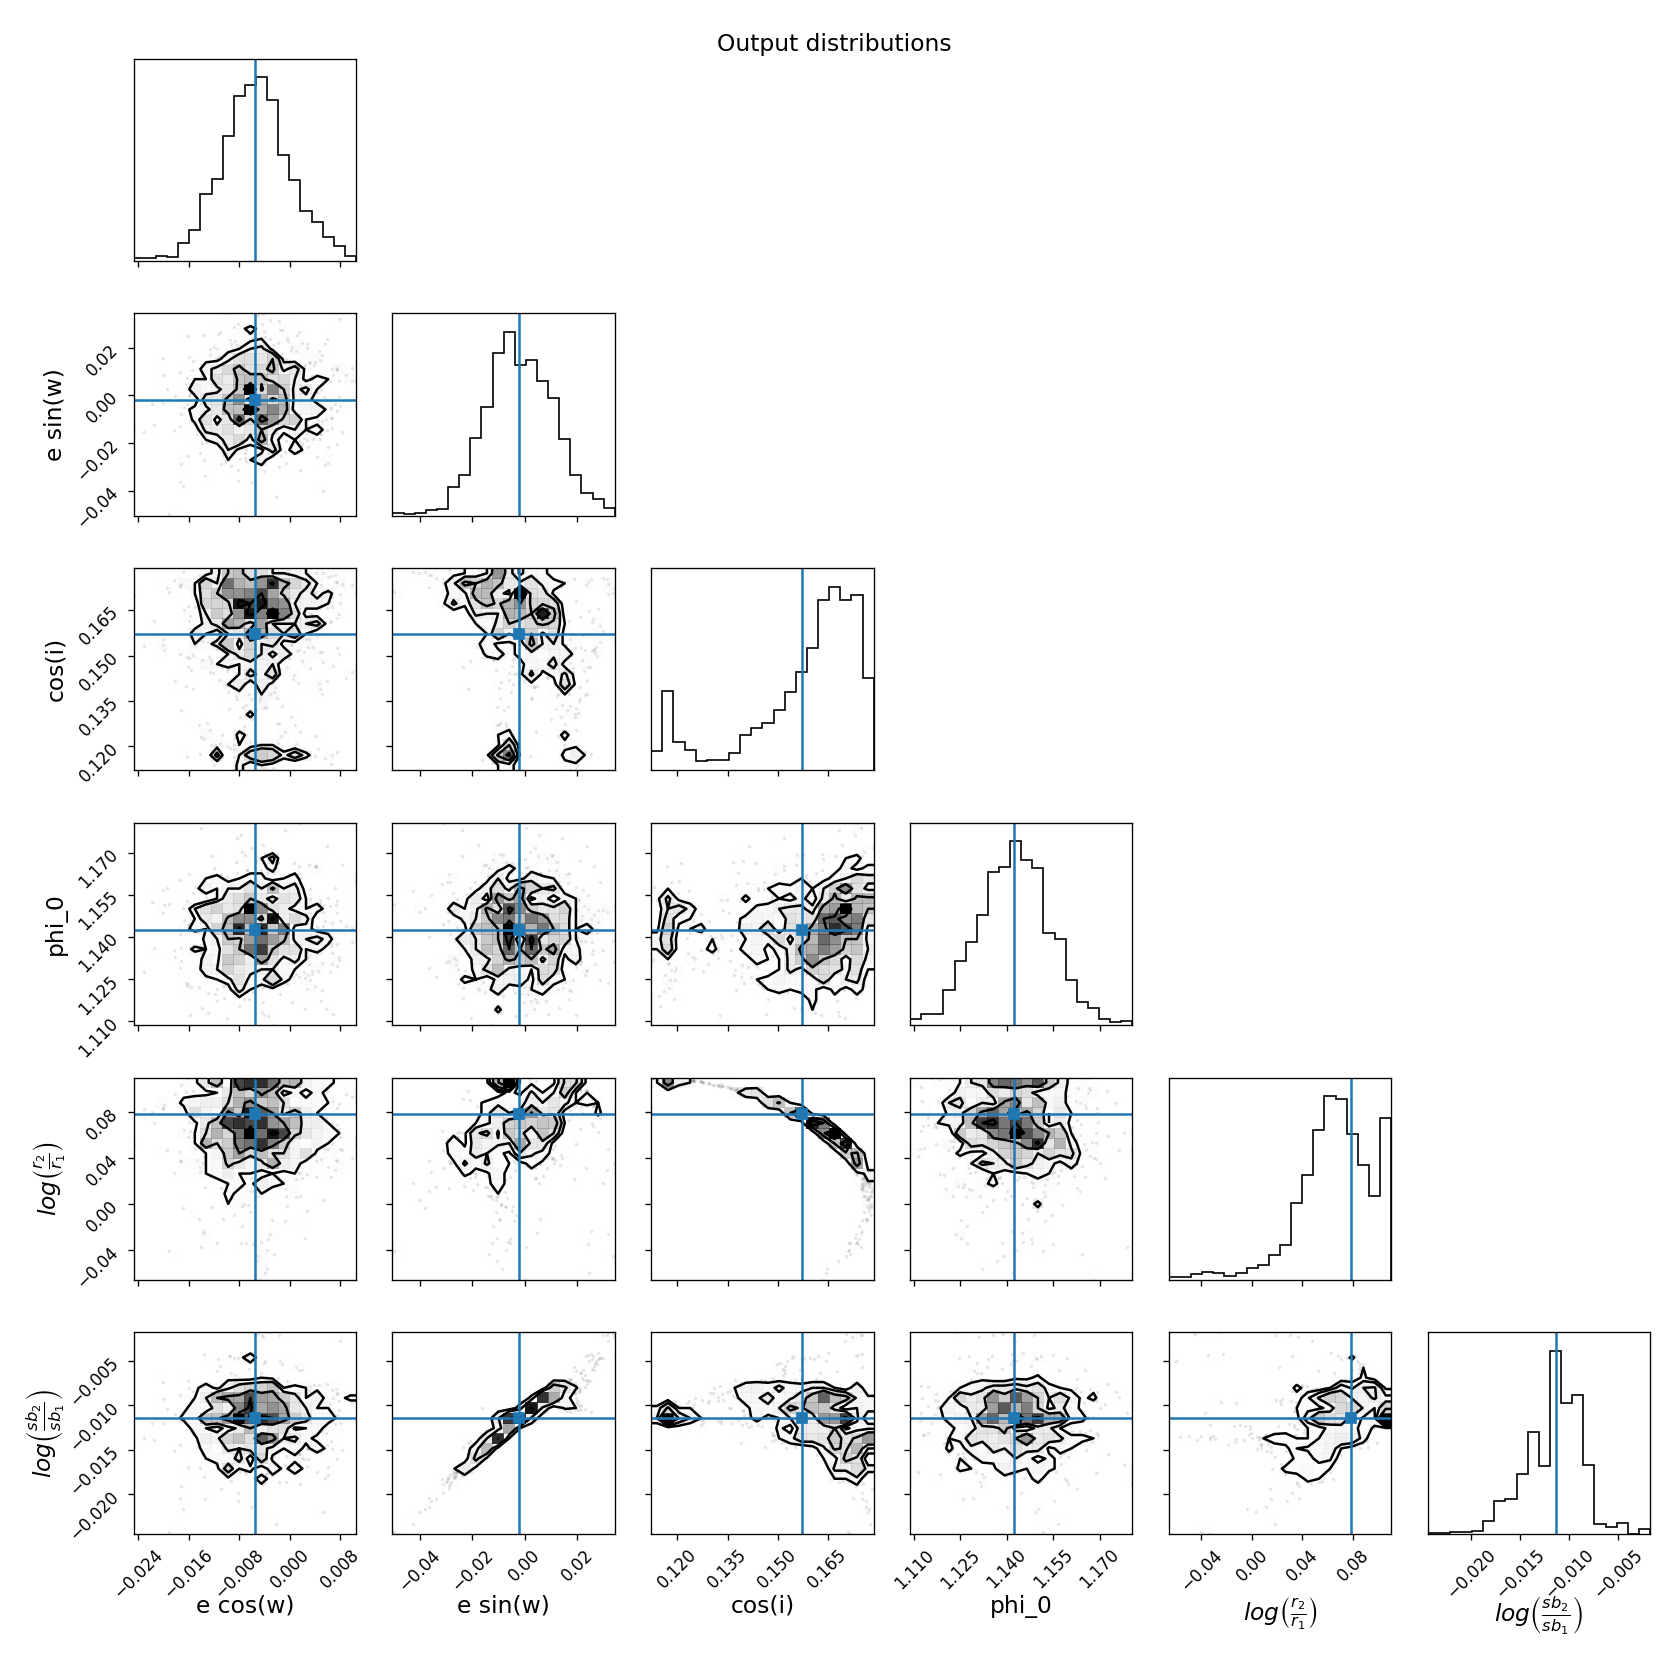 Output distributions
e sin(w)
0.02
0.00
−0.02
−0.04
cos(i)
0.165
0.150
0.135
0.120
phi_0
1.170
1.155
1.140
1.125
1.110
log(r₂/r₁)
0.08
0.04
0.00
−0.04
log(sb₂/sb₁)
−0.005
−0.010
−0.015
−0.020
−0.024 −0.016 −0.008 0.000 0.008 −0.04 −0.02 0.00 0.02 0.120 0.135 0.150 0.165 1.110 1.125 1.140 1.155 1.170 −0.04 0.00 0.04 0.08 −0.020 −0.015 −0.010 −0.005
e cos(w) e sin(w) cos(i) phi_0 log(r₂/r₁) log(sb₂/sb₁)